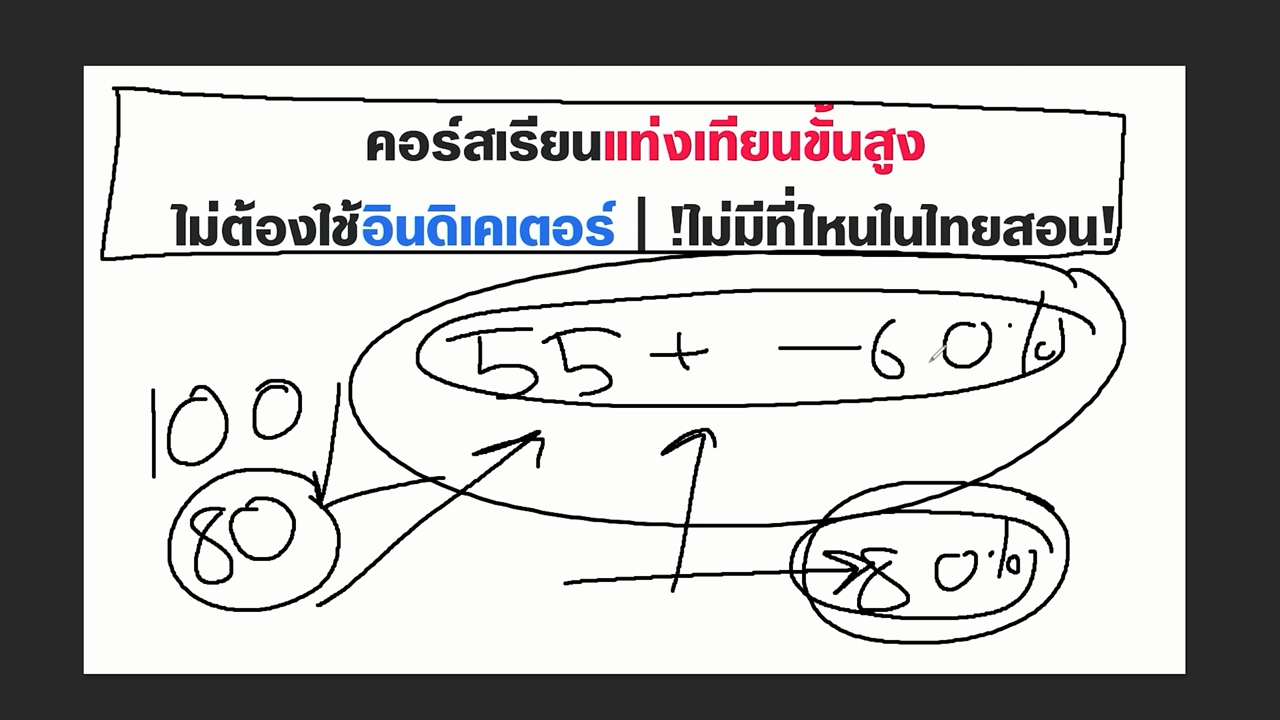 คอร์สเรียนแท่งเทียนขั้นสูง
ไม่ต้องใช้อินดิเคเตอร์ | !ไม่มีที่ไหนในไทยสอน!
55 + — 60%
100
80
80%